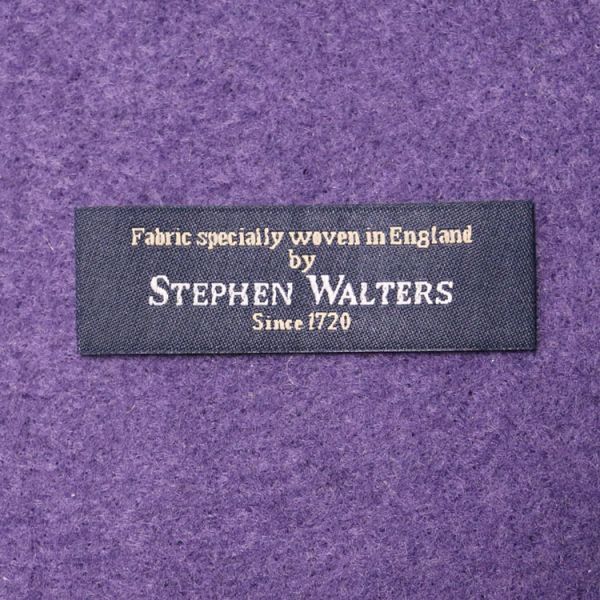 Fabric specially woven in England
by
STEPHEN WALTERS
Since 1720